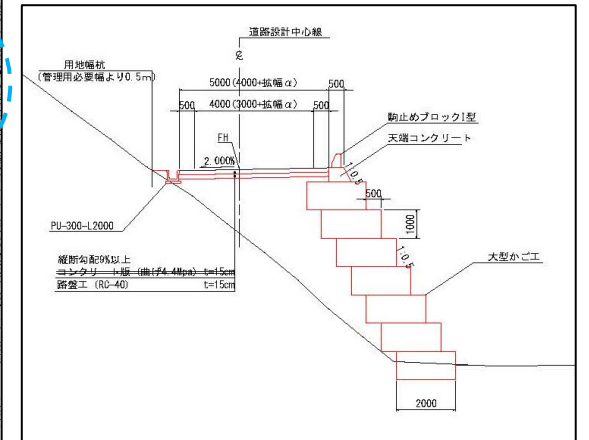 道路設計中心線
℄
用地幅杭
(管理用必要幅より0.5m)
5000(4000+拡幅α)
500
500
4000(3000+拡幅α)
500
駒止めブロックI型
天端コンクリート
FH
2.000%
1:0.5
500
1000
PU-300-L2000
1:0.5
縦断勾配9%以上
コンクリート版 (曲げ4.4Mpa) t=15cm
路盤工 (RC-40) t=15cm
大型かご工
2000